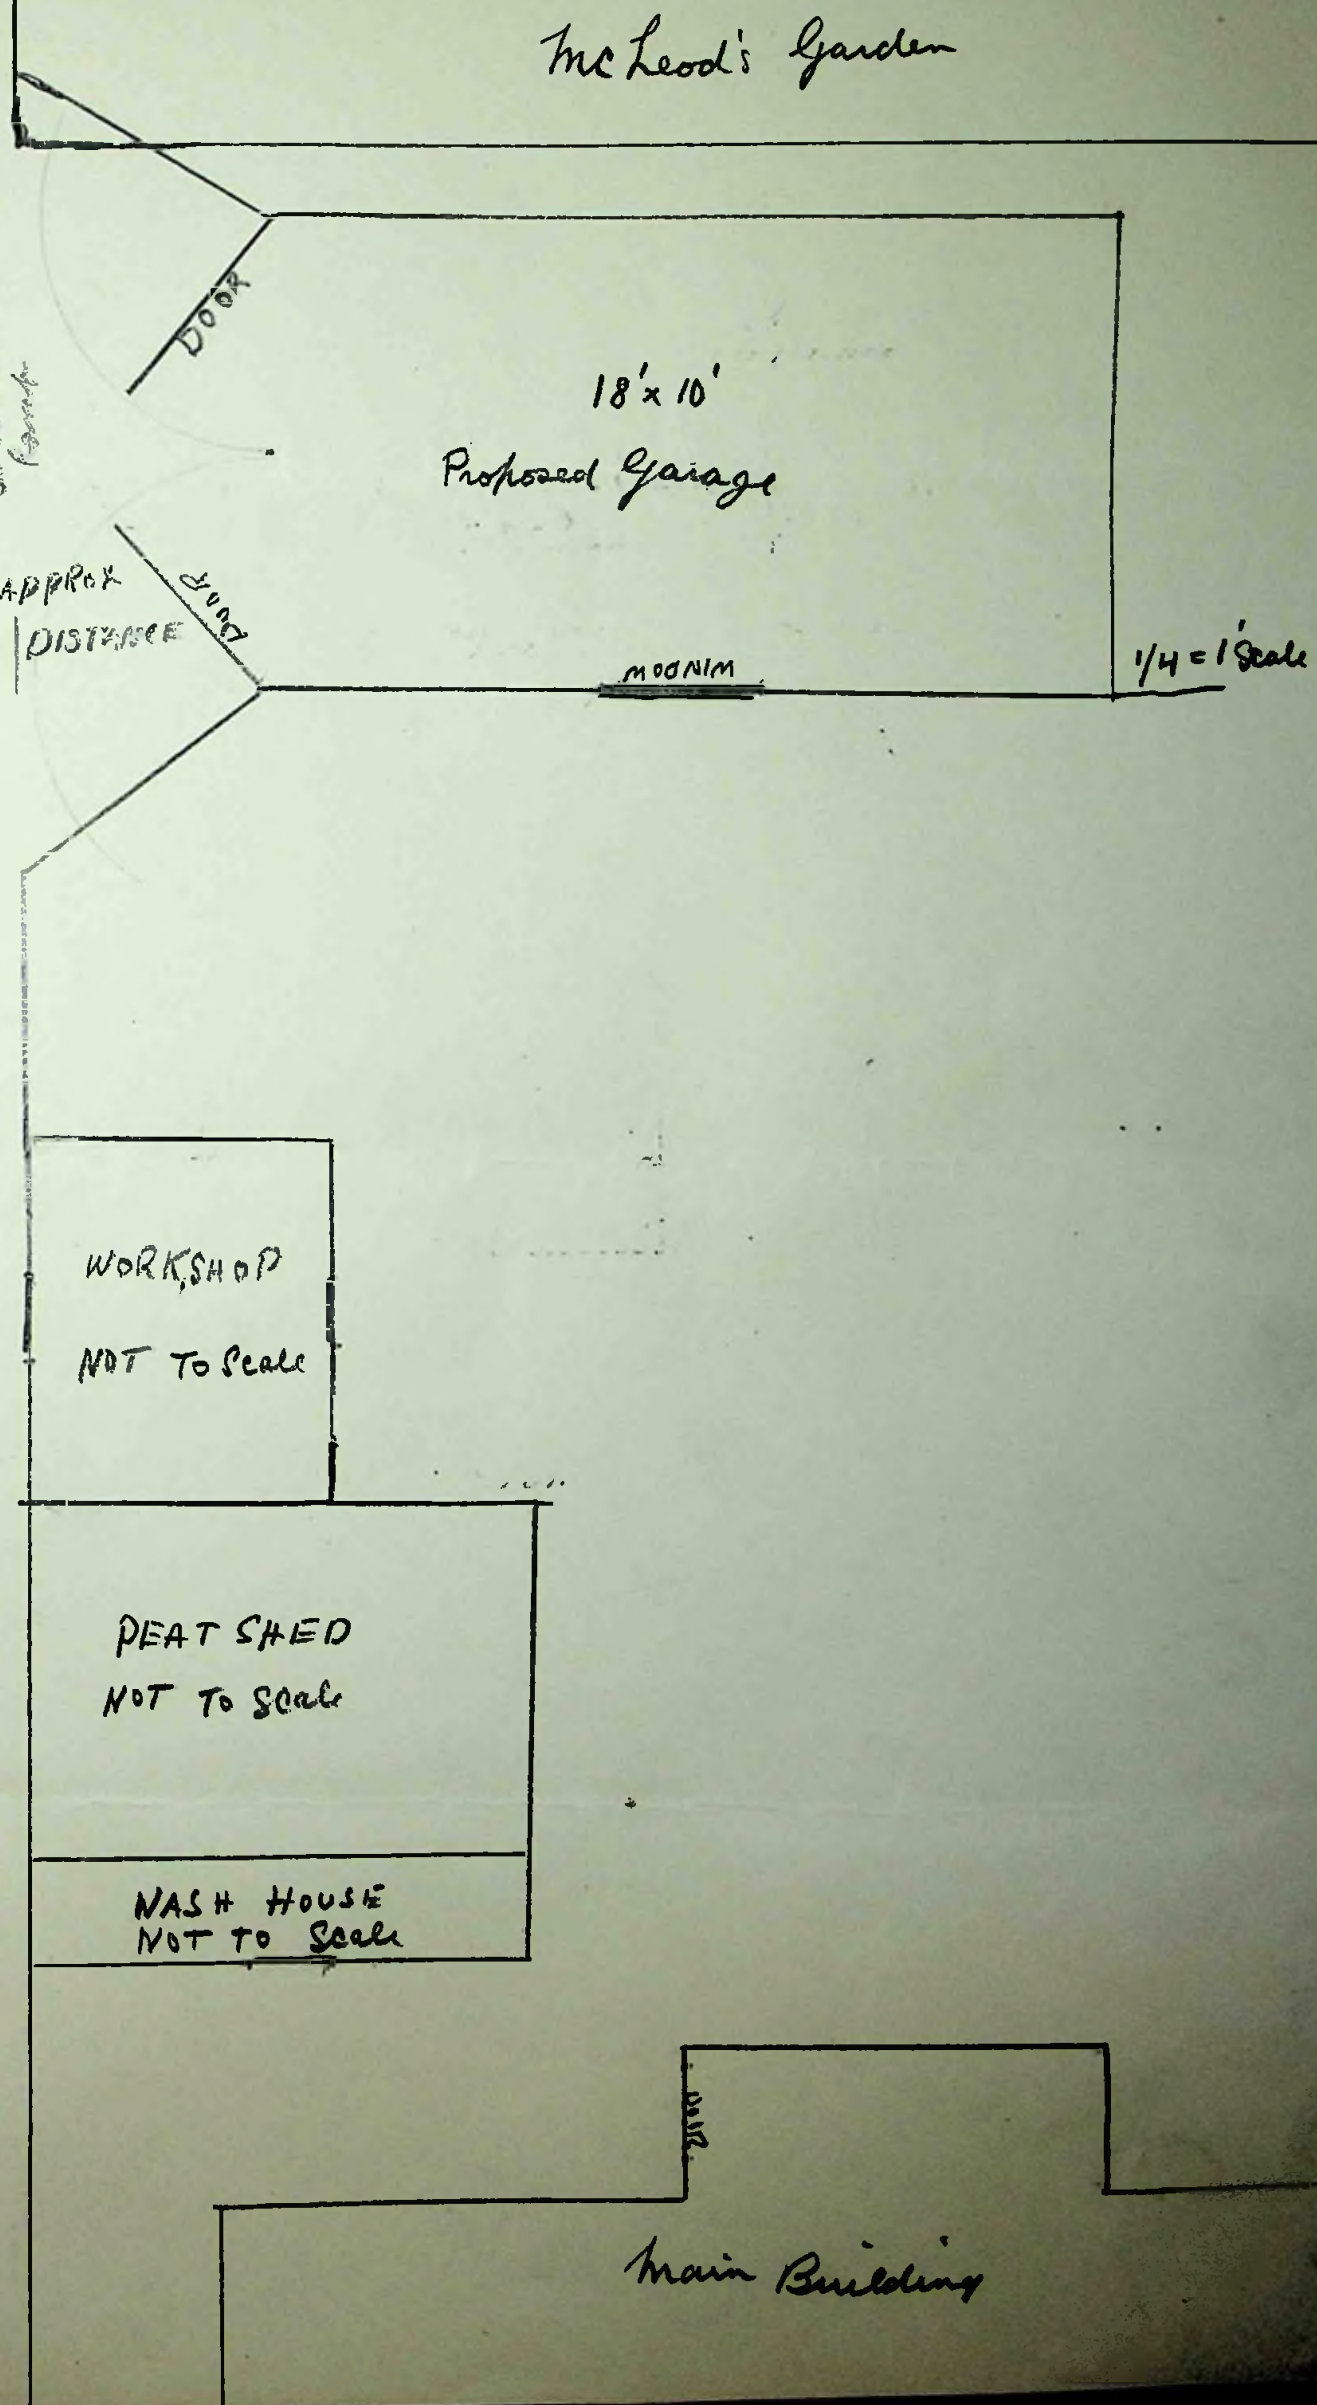 McLeod's Garden
DOOR
18' x 10'
Proposed Garage
APPROX
DISTANCE
DOOR
WINDOW
1/4 = 1' Scale
WORKSHOP
NOT To Scale
PEAT SHED
NOT To Scale
WASH HOUSE
NOT TO Scale
DOOR
Main Building